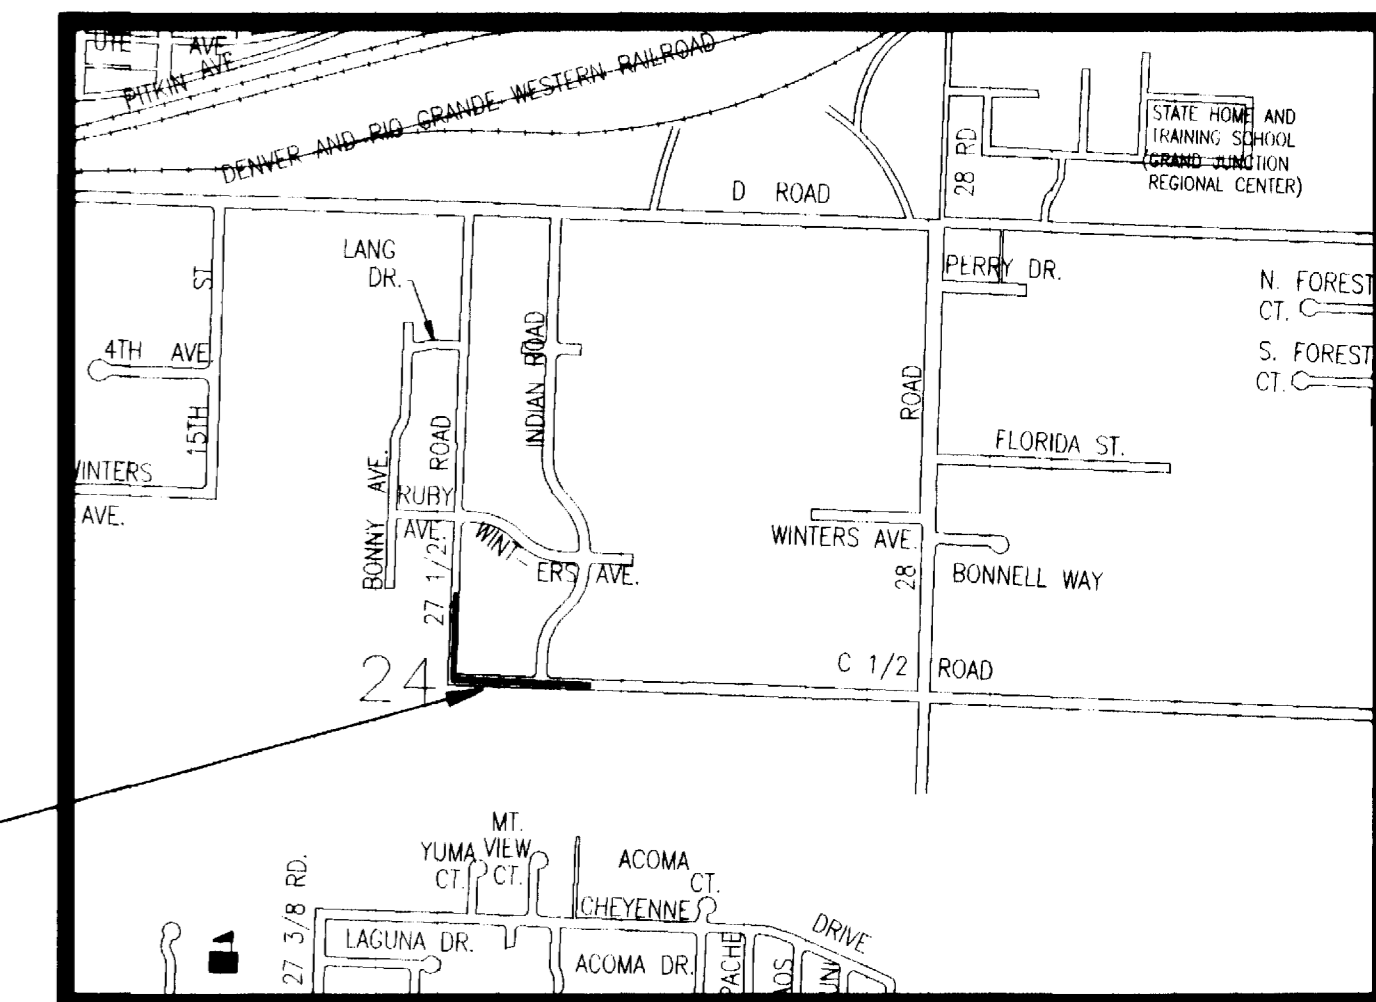 UTE AVE
PITKIN AVE.
DENVER AND RIO GRANDE WESTERN RAILROAD
STATE HOME AND
TRAINING SCHOOL
(GRAND JUNCTION
REGIONAL CENTER)
28 RD
D ROAD
LANG
DR.
PERRY DR.
N. FOREST
CT.
S. FOREST
CT.
15TH ST
4TH AVE.
INDIAN ROAD
27 1/2 ROAD
28 ROAD
FLORIDA ST.
AVE.
BONNY AVE.
RUBY
AVE.
WINT-
ERS AVE.
WINTERS AVE.
BONNELL WAY
24
C 1/2 ROAD
MT.
VIEW
CT.
YUMA
CT.
ACOMA
CT.
CHEYENNE
DRIVE
27 3/8 RD.
LAGUNA DR.
ACOMA DR.